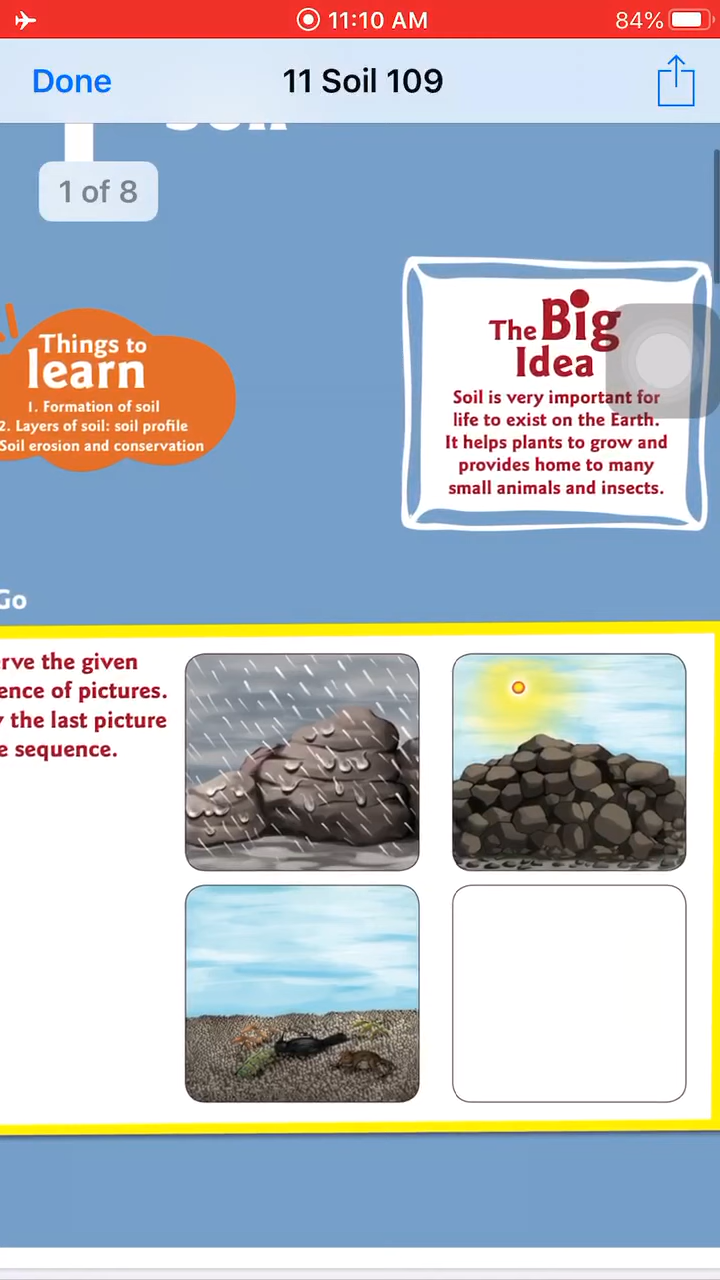 11:10 AM
84%
Done
11 Soil 109
1 of 8
Things to
learn
1. Formation of soil
2. Layers of soil: soil profile
Soil erosion and conservation
The Big
Idea
Soil is very important for
life to exist on the Earth.
It helps plants to grow and
provides home to many
small animals and insects.
Go
rve the given
ence of pictures.
the last picture
e sequence.